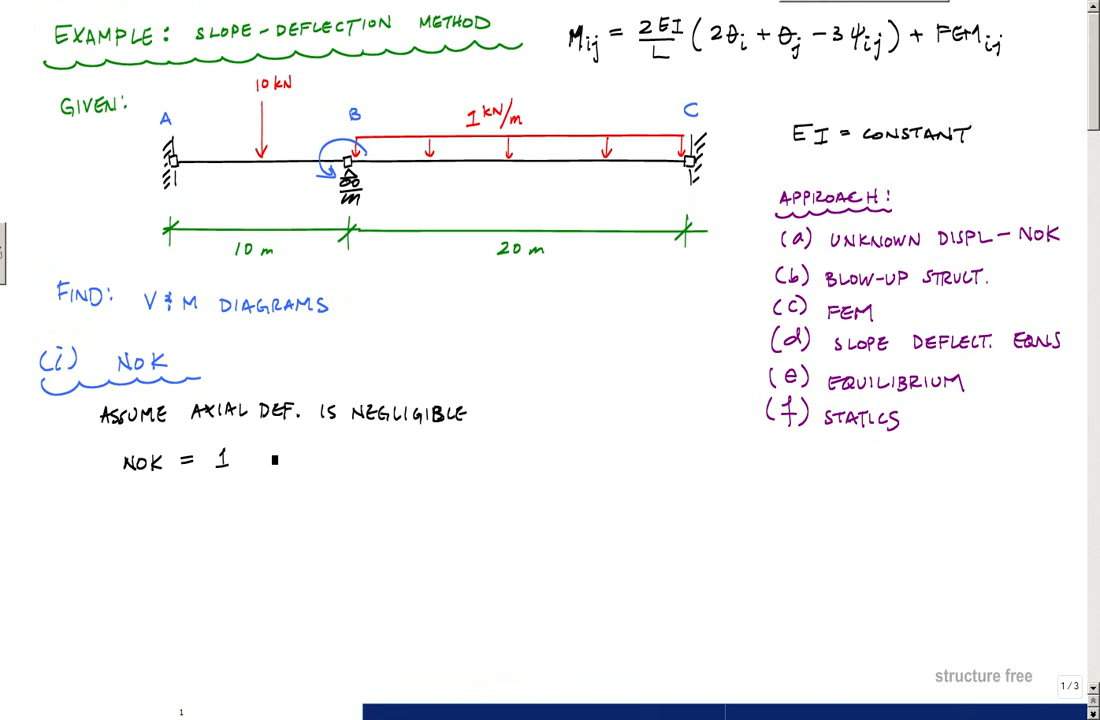 EXAMPLE: SLOPE-DEFLECTION METHOD
Mij = 2EI/L (2θi + θj - 3ψij) + FEMij
GIVEN:
10 kN
A
B
1 kN/m
C
EI = CONSTANT
10 m
20 m
APPROACH:
(a) UNKNOWN DISPL - NOK
(b) BLOW-UP STRUCT.
(c) FEM
(d) SLOPE DEFLECT. EQNS
(e) EQUILIBRIUM
(f) STATICS
FIND: V & M DIAGRAMS
(i) NOK
ASSUME AXIAL DEF. IS NEGLIGIBLE
NOK = 1
structure free
1 / 3
1